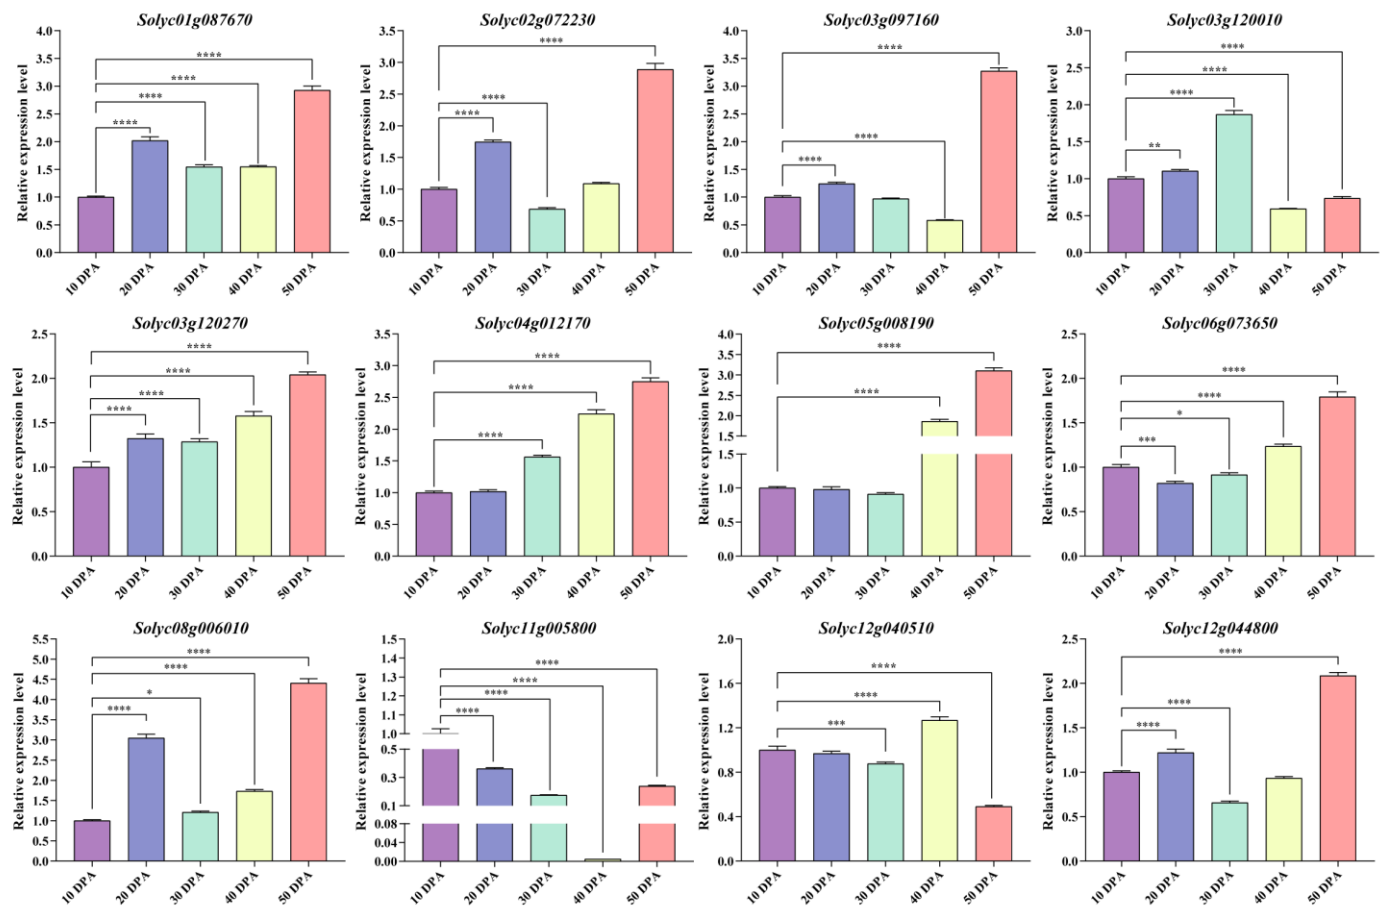 Solyc01g087670
Relative expression level
4.0
3.5
3.0
2.5
2.0
1.5
1.0
0.5
0.0
****
****
****
****
10 DPA
20 DPA
30 DPA
40 DPA
50 DPA
Solyc02g072230
Relative expression level
3.5
3.0
2.5
2.0
1.5
1.0
0.5
0.0
****
****
****
10 DPA
20 DPA
30 DPA
40 DPA
50 DPA
Solyc03g097160
Relative expression level
4.0
3.5
3.0
2.5
2.0
1.5
1.0
0.5
0.0
****
****
****
10 DPA
20 DPA
30 DPA
40 DPA
50 DPA
Solyc03g120010
Relative expression level
3.0
2.5
2.0
1.5
1.0
0.5
0.0
****
****
****
**
10 DPA
20 DPA
30 DPA
40 DPA
50 DPA
Solyc03g120270
Relative expression level
2.5
2.0
1.5
1.0
0.5
0.0
****
****
****
****
10 DPA
20 DPA
30 DPA
40 DPA
50 DPA
Solyc04g012170
Relative expression level
3.5
3.0
2.5
2.0
1.5
1.0
0.5
0.0
****
****
****
10 DPA
20 DPA
30 DPA
40 DPA
50 DPA
Solyc05g008190
Relative expression level
4.0
3.5
3.0
2.5
2.0
1.5
1.5
1.0
0.5
0.0
****
****
10 DPA
20 DPA
30 DPA
40 DPA
50 DPA
Solyc06g073650
Relative expression level
2.5
2.0
1.5
1.0
0.5
0.0
****
****
*
***
10 DPA
20 DPA
30 DPA
40 DPA
50 DPA
Solyc08g006010
Relative expression level
5.5
5.0
4.5
4.0
3.5
3.0
2.5
2.0
1.5
1.0
0.5
0.0
****
****
*
****
10 DPA
20 DPA
30 DPA
40 DPA
50 DPA
Solyc11g005800
Relative expression level
1.5
1.4
1.3
1.2
1.1
1.0
0.5
0.3
0.1
0.08
0.04
0.00
****
****
****
****
10 DPA
20 DPA
30 DPA
40 DPA
50 DPA
Solyc12g040510
Relative expression level
2.0
1.6
1.2
0.8
0.4
0.0
****
****
***
10 DPA
20 DPA
30 DPA
40 DPA
50 DPA
Solyc12g044800
Relative expression level
2.5
2.0
1.5
1.0
0.5
0.0
****
****
****
10 DPA
20 DPA
30 DPA
40 DPA
50 DPA